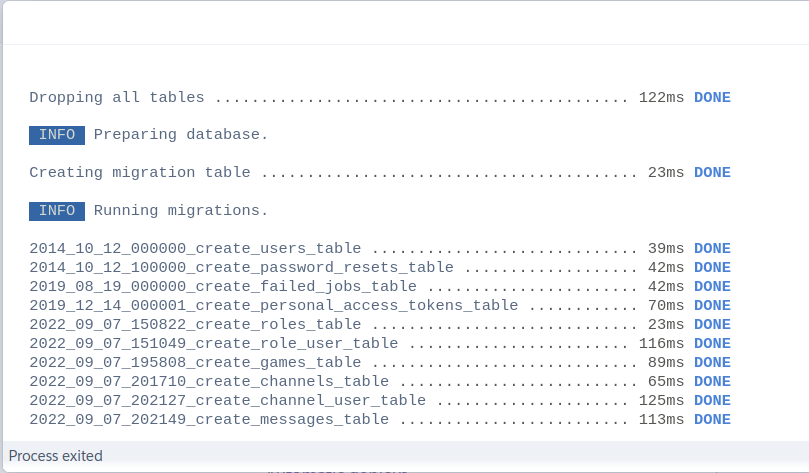 Dropping all tables ............................................. 122ms DONE
INFO Preparing database.
Creating migration table ......................................... 23ms DONE
INFO Running migrations.
2014_10_12_000000_create_users_table ............................. 39ms DONE
2014_10_12_100000_create_password_resets_table ................... 42ms DONE
2019_08_19_000000_create_failed_jobs_table ....................... 42ms DONE
2019_12_14_000001_create_personal_access_tokens_table ............ 70ms DONE
2022_09_07_150822_create_roles_table ............................. 23ms DONE
2022_09_07_151049_create_role_user_table ........................ 116ms DONE
2022_09_07_195808_create_games_table ............................. 89ms DONE
2022_09_07_201710_create_channels_table .......................... 65ms DONE
2022_09_07_202127_create_channel_user_table ..................... 125ms DONE
2022_09_07_202149_create_messages_table ......................... 113ms DONE
Process exited